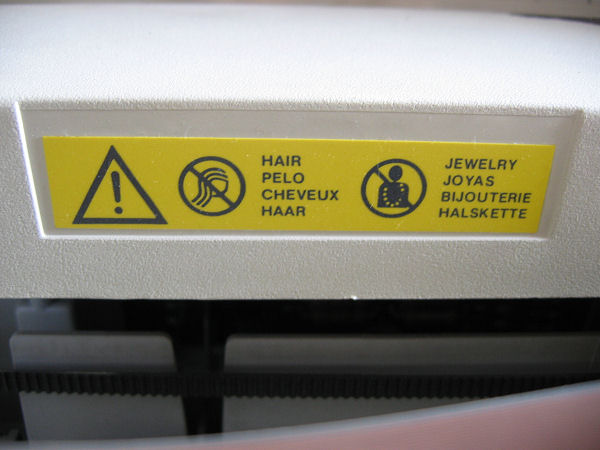 HAIR
PELO
CHEVEUX
HAAR
JEWELRY
JOYAS
BIJOUTERIE
HALSKETTE